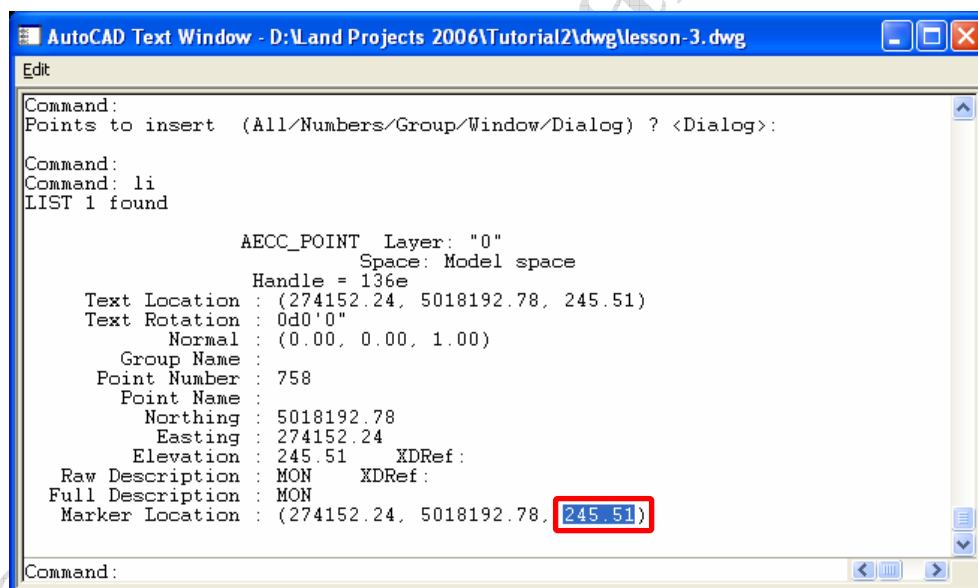 AutoCAD Text Window - D:\Land Projects 2006\Tutorial2\dwg\lesson-3.dwg
Edit
Command:
Points to insert (All/Numbers/Group/Window/Dialog) ? <Dialog>:
Command:
Command: li
LIST 1 found
AECC_POINT Layer: "0"
Space: Model space
Handle = 136e
Text Location : (274152.24, 5018192.78, 245.51)
Text Rotation : 0d0'0"
Normal : (0.00, 0.00, 1.00)
Group Name :
Point Number : 758
Point Name :
Northing : 5018192.78
Easting : 274152.24
Elevation : 245.51 XDRef:
Raw Description : MON XDRef:
Full Description : MON
Marker Location : (274152.24, 5018192.78, 245.51)
Command: